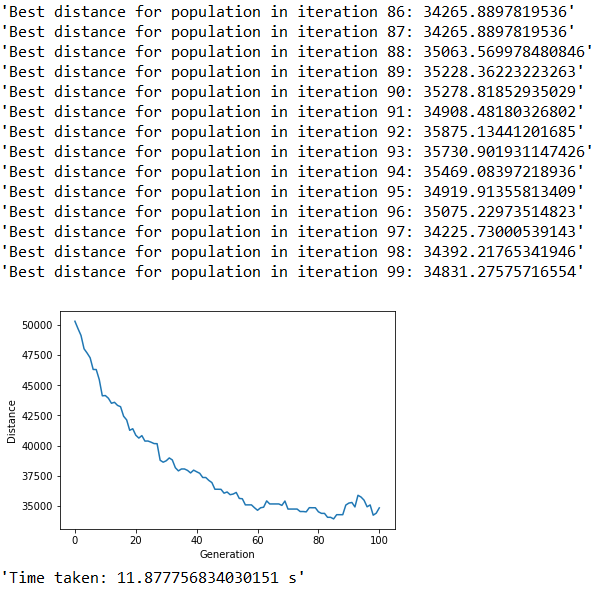 'Best distance for population in iteration 86: 34265.8897819536'
'Best distance for population in iteration 87: 34265.8897819536'
'Best distance for population in iteration 88: 35063.569978480846'
'Best distance for population in iteration 89: 35228.36223223263'
'Best distance for population in iteration 90: 35278.81852935029'
'Best distance for population in iteration 91: 34908.48180326802'
'Best distance for population in iteration 92: 35875.13441201685'
'Best distance for population in iteration 93: 35730.901931147426'
'Best distance for population in iteration 94: 35469.08397218936'
'Best distance for population in iteration 95: 34919.91355813409'
'Best distance for population in iteration 96: 35075.22973514823'
'Best distance for population in iteration 97: 34225.73000539143'
'Best distance for population in iteration 98: 34392.21765341946'
'Best distance for population in iteration 99: 34831.27575716554'
50000
47500
45000
42500
40000
37500
35000
Distance
0 20 40 60 80 100
Generation
'Time taken: 11.877756834030151 s'